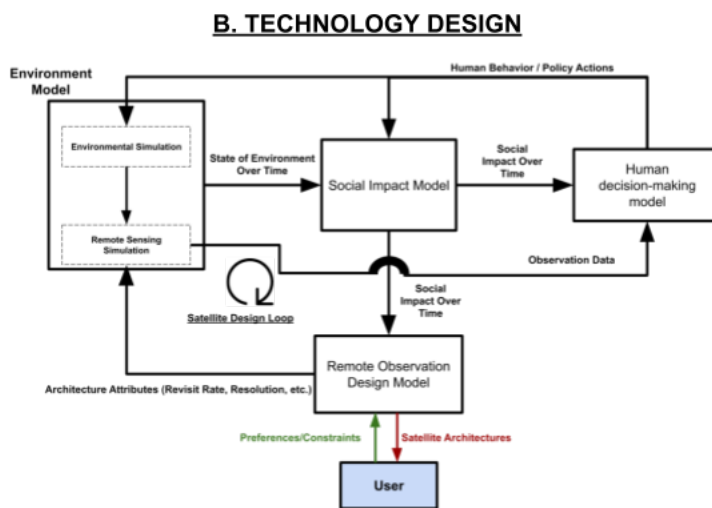 B. TECHNOLOGY DESIGN
Human Behavior / Policy Actions
Environment
Model
Environmental Simulation
State of Environment
Over Time
Social Impact Model
Social
Impact Over
Time
Human
decision-making
model
Remote Sensing
Simulation
Observation Data
Satellite Design Loop
Social
Impact Over
Time
Remote Observation
Design Model
Architecture Attributes (Revisit Rate, Resolution, etc.)
Preferences/Constraints
Satellite Architectures
User